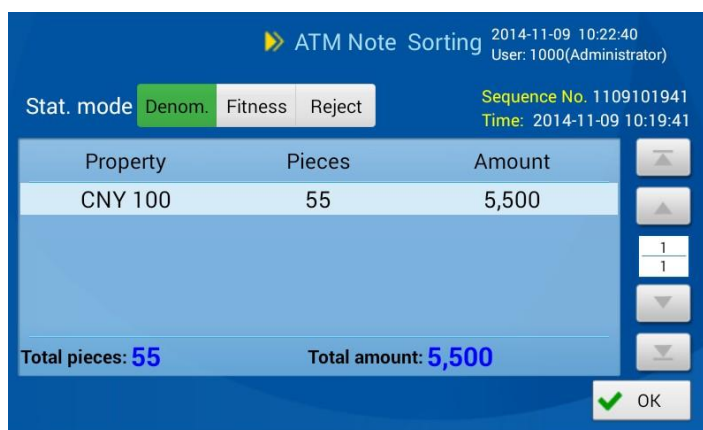 ATM Note Sorting
2014-11-09 10:22:40
User: 1000(Administrator)
Stat. mode Denom. Fitness Reject
Sequence No. 1109101941
Time: 2014-11-09 10:19:41
Property Pieces Amount
CNY 100 55 5,500
1
1
Total pieces: 55 Total amount: 5,500
OK